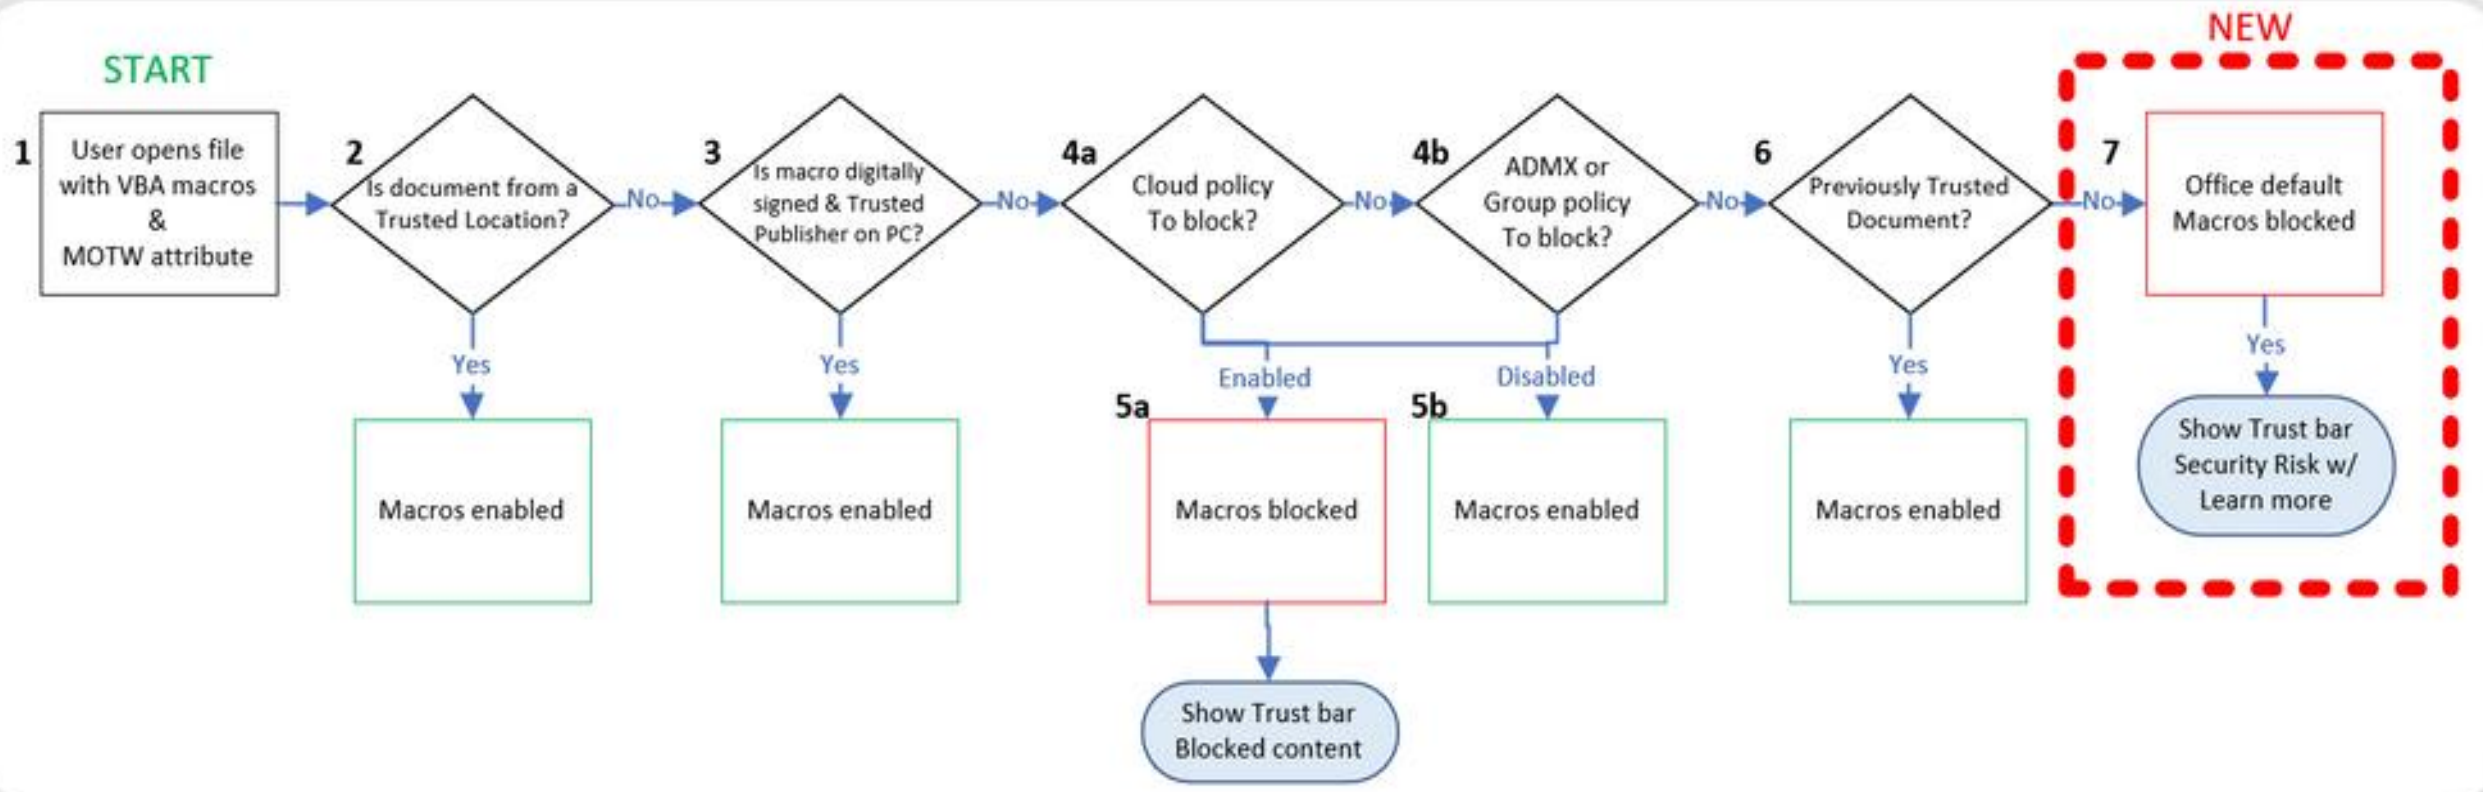 NEW
START
1
User opens file
with VBA macros
&
MOTW attribute
2
Is document from a
Trusted Location?
No
3
Is macro digitally
signed & Trusted
Publisher on PC?
No
4a
Cloud policy
To block?
No
4b
ADMX or
Group policy
To block?
No
6
Previously Trusted
Document?
No
7
Office default
Macros blocked
Yes
Yes
Enabled
Disabled
Yes
Yes
Macros enabled
Macros enabled
5a
Macros blocked
5b
Macros enabled
Macros enabled
Show Trust bar
Security Risk w/
Learn more
Show Trust bar
Blocked content